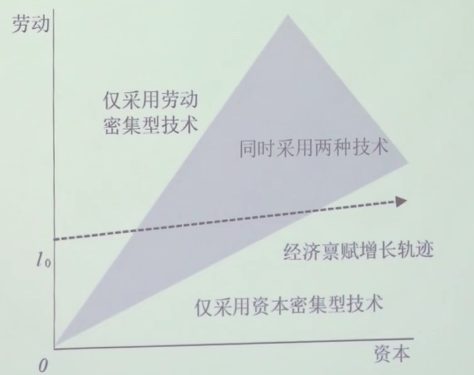 劳动
仅采用劳动
密集型技术
同时采用两种技术
l₀
经济禀赋增长轨迹
仅采用资本密集型技术
0
资本